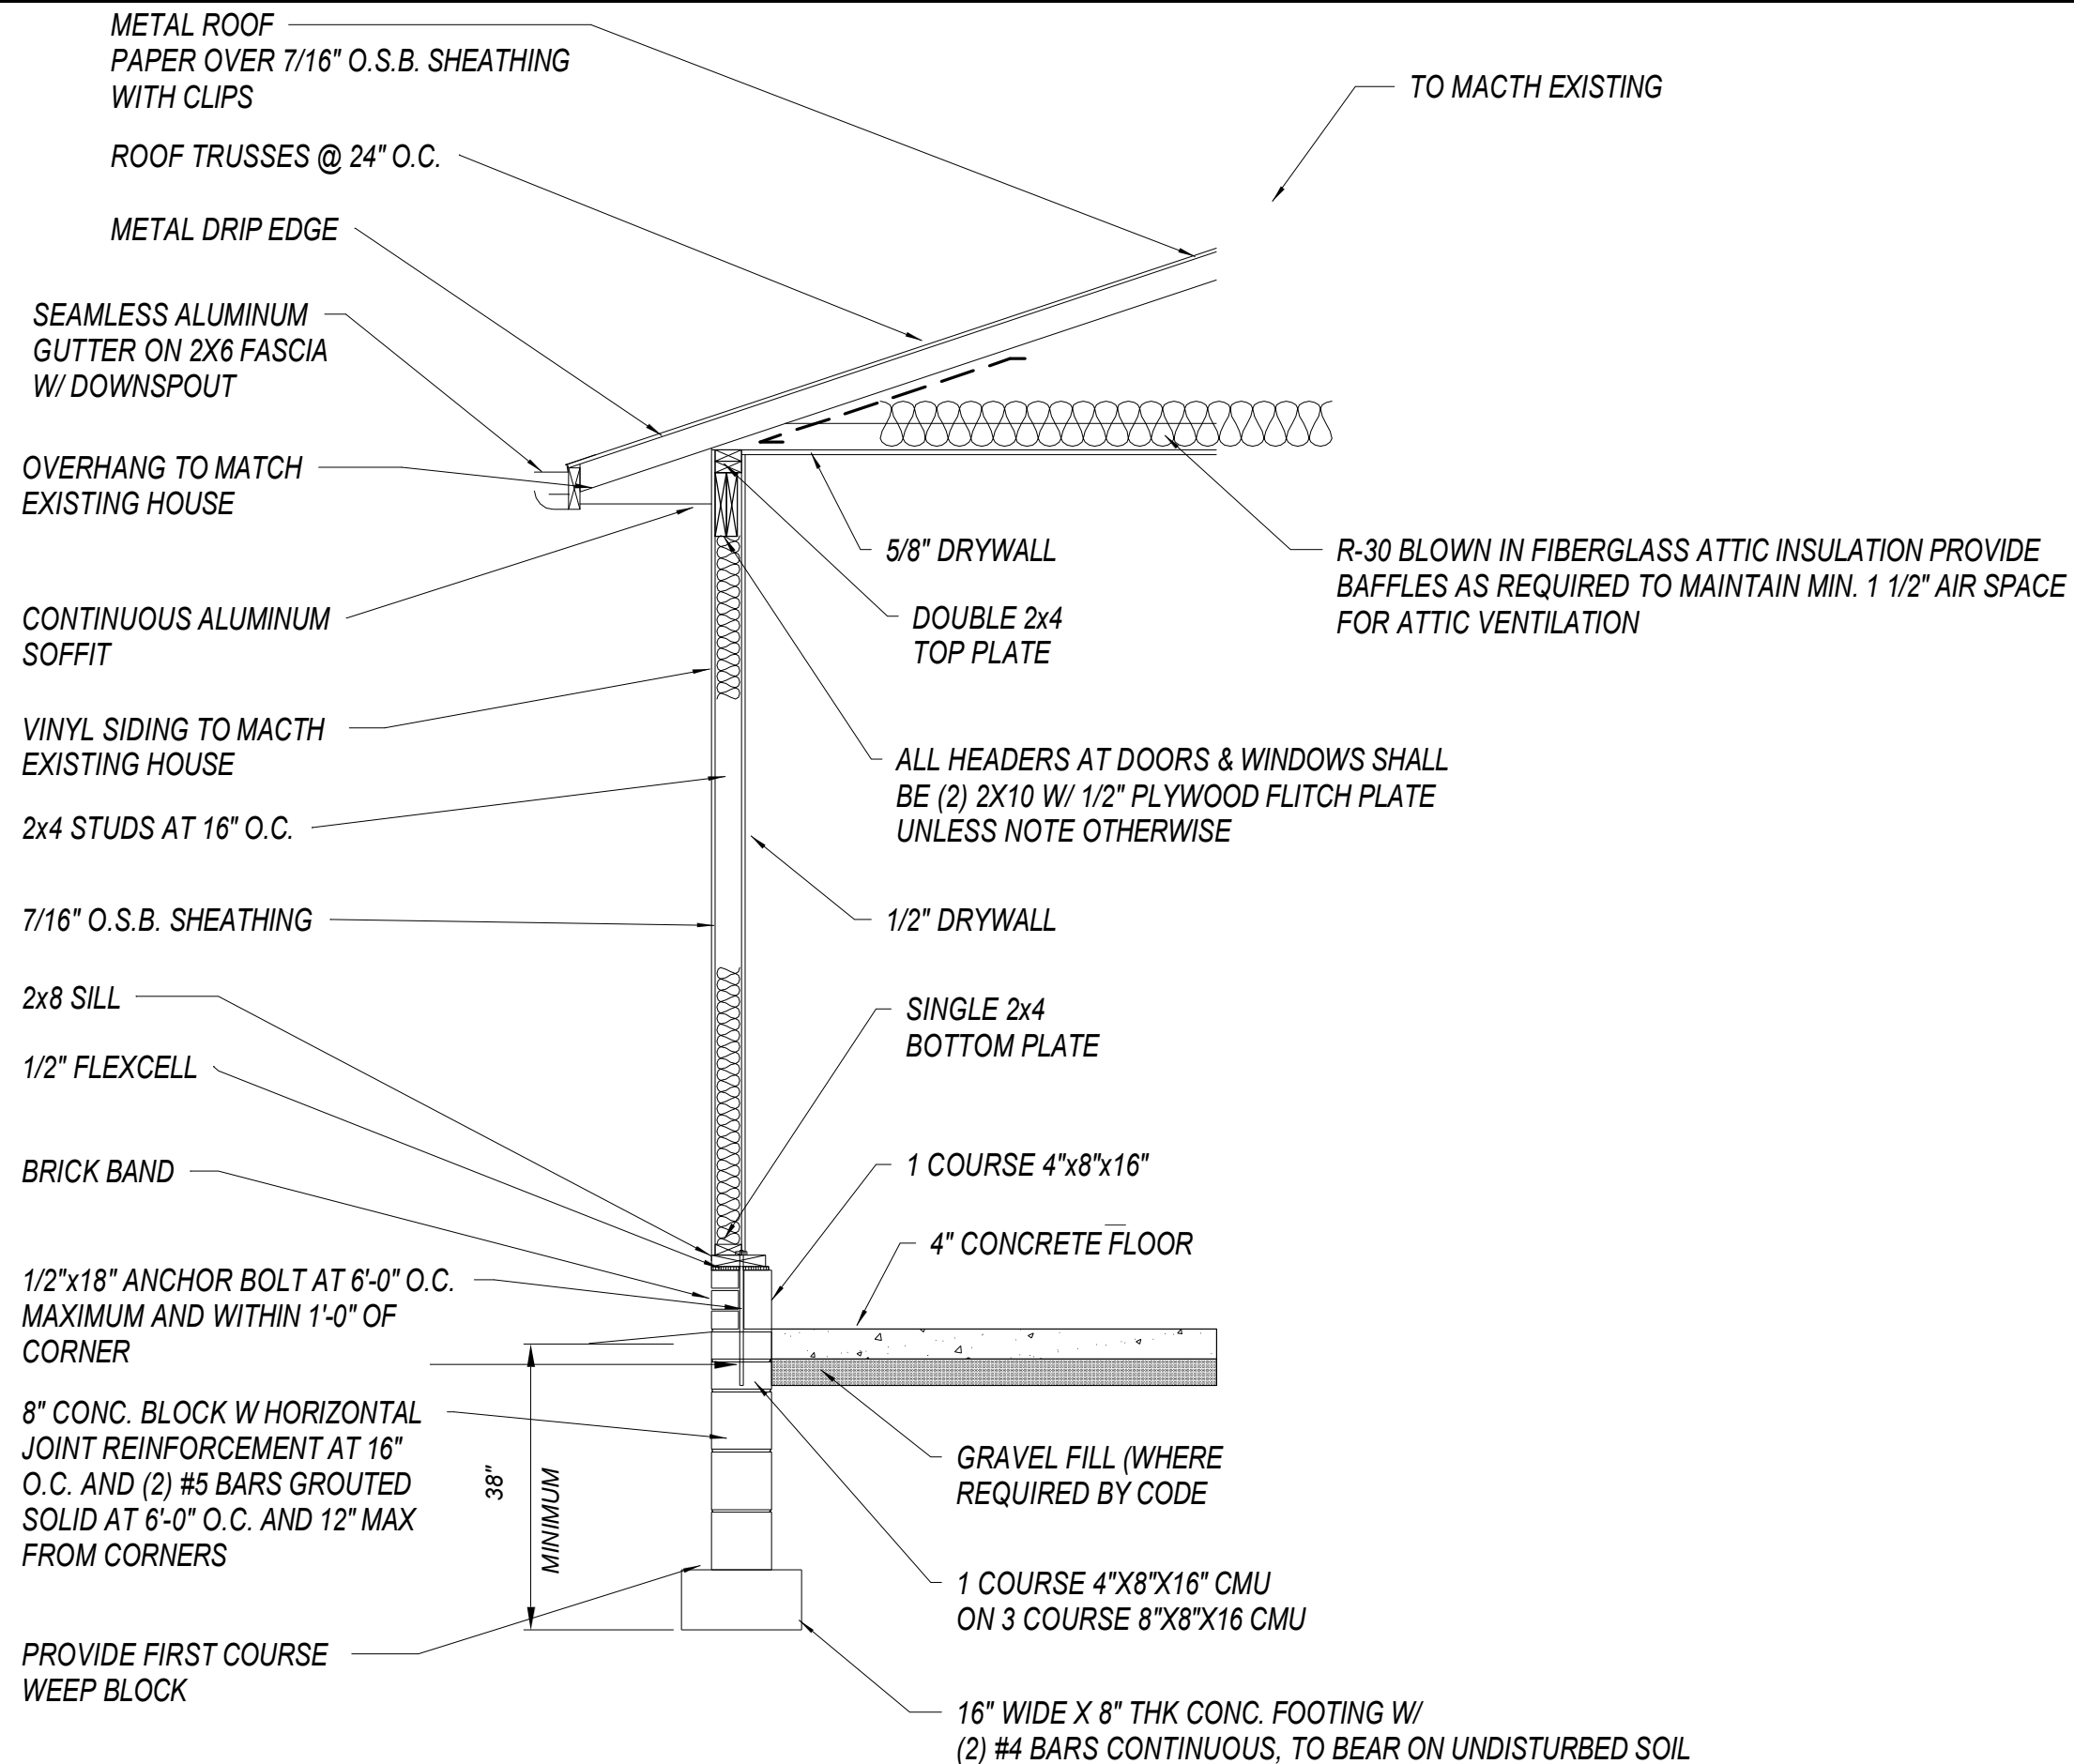 METAL ROOF
PAPER OVER 7/16" O.S.B. SHEATHING
WITH CLIPS
TO MACTH EXISTING
ROOF TRUSSES @ 24" O.C.
METAL DRIP EDGE
SEAMLESS ALUMINUM
GUTTER ON 2X6 FASCIA
W/ DOWNSPOUT
OVERHANG TO MATCH
EXISTING HOUSE
5/8" DRYWALL
R-30 BLOWN IN FIBERGLASS ATTIC INSULATION PROVIDE
BAFFLES AS REQUIRED TO MAINTAIN MIN. 1 1/2" AIR SPACE
FOR ATTIC VENTILATION
CONTINUOUS ALUMINUM
SOFFIT
DOUBLE 2x4
TOP PLATE
VINYL SIDING TO MACTH
EXISTING HOUSE
ALL HEADERS AT DOORS & WINDOWS SHALL
BE (2) 2X10 W/ 1/2" PLYWOOD FLITCH PLATE
UNLESS NOTE OTHERWISE
2x4 STUDS AT 16" O.C.
7/16" O.S.B. SHEATHING
1/2" DRYWALL
2x8 SILL
SINGLE 2x4
BOTTOM PLATE
1/2" FLEXCELL
BRICK BAND
1 COURSE 4"x8"x16"
4" CONCRETE FLOOR
1/2"x18" ANCHOR BOLT AT 6'-0" O.C.
MAXIMUM AND WITHIN 1'-0" OF
CORNER
8" CONC. BLOCK W HORIZONTAL
JOINT REINFORCEMENT AT 16"
O.C. AND (2) #5 BARS GROUTED
SOLID AT 6'-0" O.C. AND 12" MAX
FROM CORNERS
38"
MINIMUM
GRAVEL FILL (WHERE
REQUIRED BY CODE
1 COURSE 4"X8"X16" CMU
ON 3 COURSE 8"X8"X16 CMU
PROVIDE FIRST COURSE
WEEP BLOCK
16" WIDE X 8" THK CONC. FOOTING W/
(2) #4 BARS CONTINUOUS, TO BEAR ON UNDISTURBED SOIL